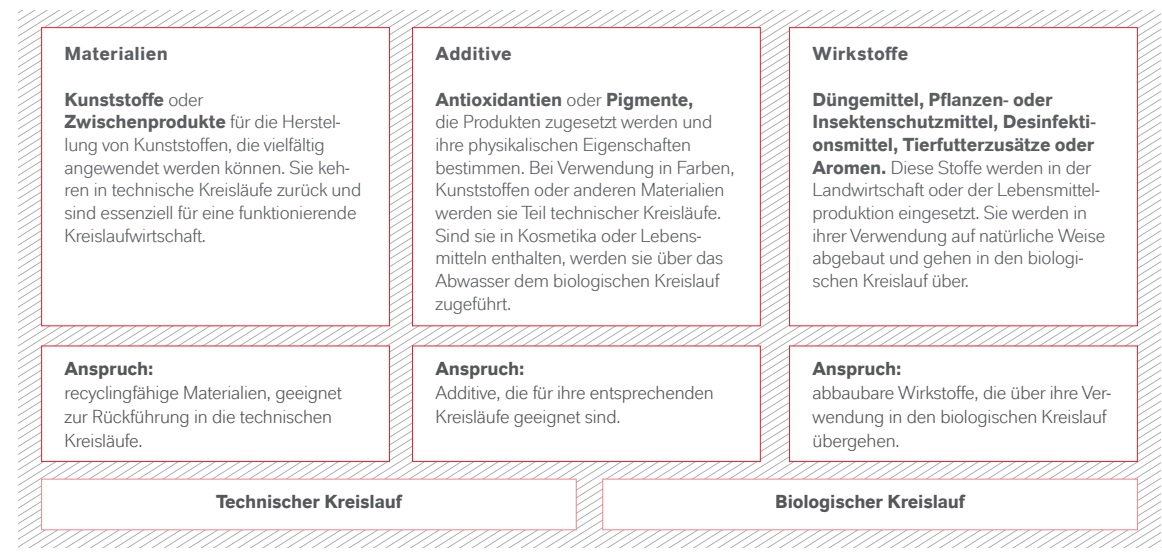 Materialien
Kunststoffe oder
Zwischenprodukte für die Herstel-
lung von Kunststoffen, die vielfältig
angewendet werden können. Sie keh-
ren in technische Kreisläufe zurück und
sind essenziell für eine funktionierende
Kreislaufwirtschaft.
Additive
Antioxidantien oder Pigmente,
die Produkten zugesetzt werden und
ihre physikalischen Eigenschaften
bestimmen. Bei Verwendung in Farben,
Kunststoffen oder anderen Materialien
werden sie Teil technischer Kreisläufe.
Sind sie in Kosmetika oder Lebens-
mitteln enthalten, werden sie über das
Abwasser dem biologischen Kreislauf
zugeführt.
Wirkstoffe
Düngemittel, Pflanzen- oder
Insektenschutzmittel, Desinfekti-
onsmittel, Tierfutterzusätze oder
Aromen. Diese Stoffe werden in der
Landwirtschaft oder der Lebensmittel-
produktion eingesetzt. Sie werden in
ihrer Verwendung auf natürliche Weise
abgebaut und gehen in den biologi-
schen Kreislauf über.
Anspruch:
recyclingfähige Materialien, geeignet
zur Rückführung in die technischen
Kreisläufe.
Anspruch:
Additive, die für ihre entsprechenden
Kreisläufe geeignet sind.
Anspruch:
abbaubare Wirkstoffe, die über ihre Ver-
wendung in den biologischen Kreislauf
übergehen.
Technischer Kreislauf
Biologischer Kreislauf